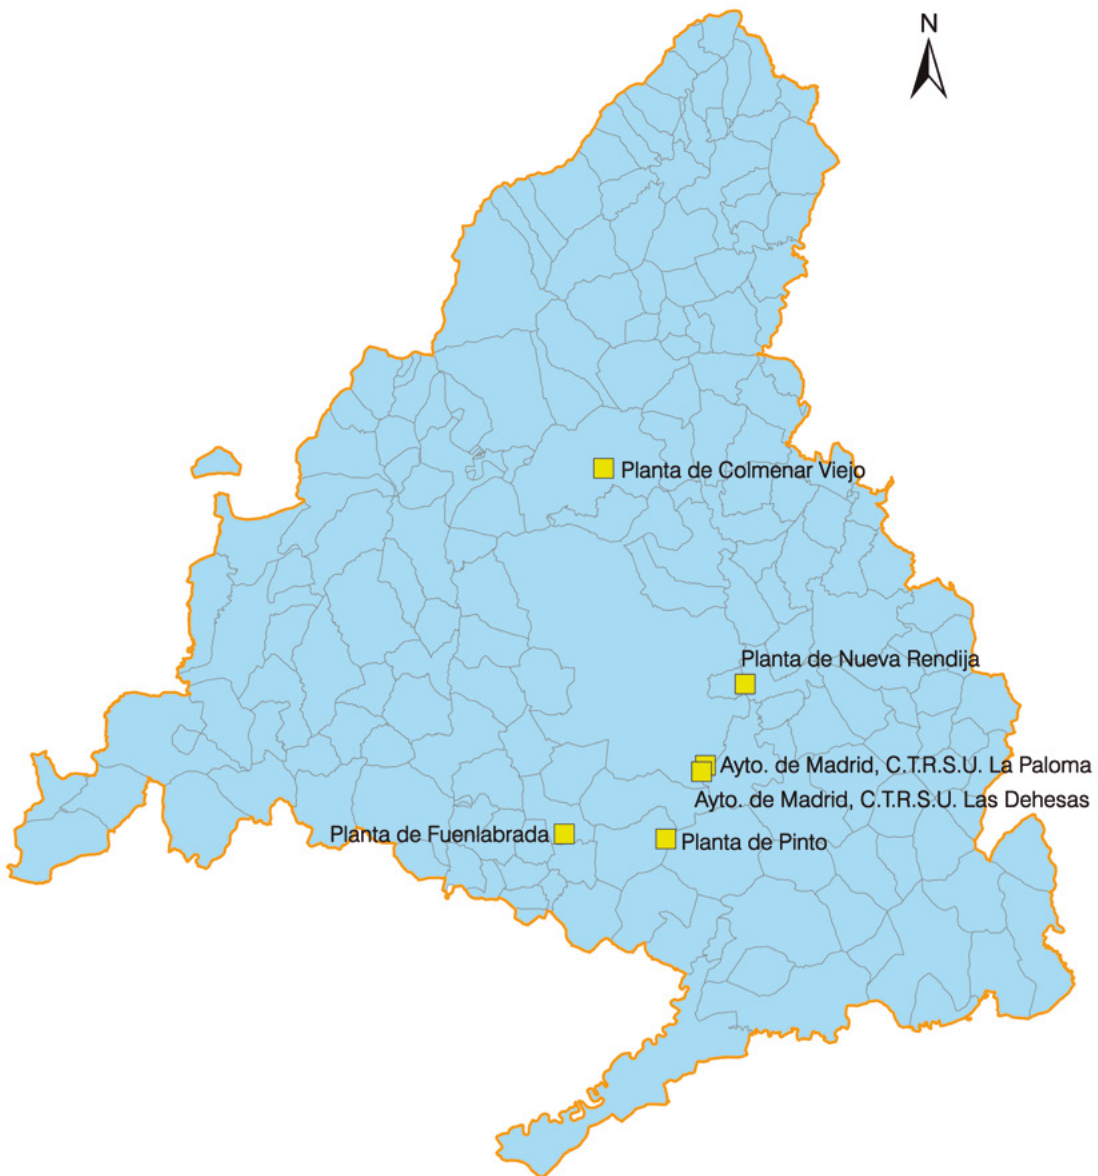 N
Planta de Colmenar Viejo
Planta de Nueva Rendija
Ayto. de Madrid, C.T.R.S.U. La Paloma
Ayto. de Madrid, C.T.R.S.U. Las Dehesas
Planta de Fuenlabrada
Planta de Pinto